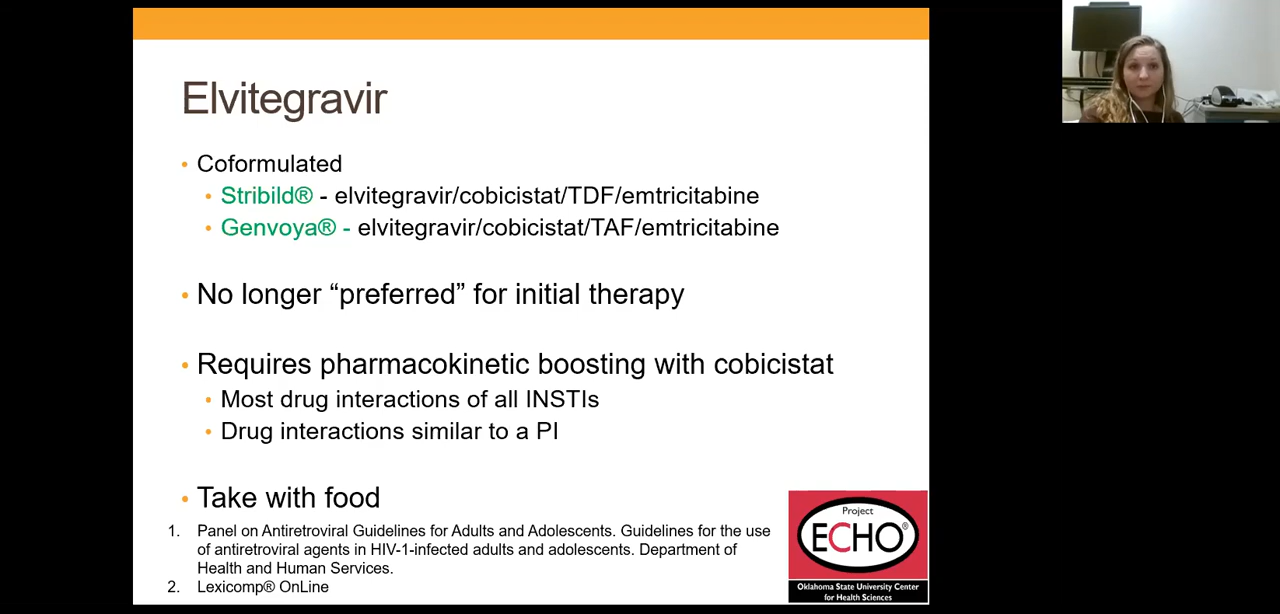 Elvitegravir
• Coformulated
• Stribild® - elvitegravir/cobicistat/TDF/emtricitabine
• Genvoya® - elvitegravir/cobicistat/TAF/emtricitabine
• No longer “preferred” for initial therapy
• Requires pharmacokinetic boosting with cobicistat
• Most drug interactions of all INSTIs
• Drug interactions similar to a PI
• Take with food
1. Panel on Antiretroviral Guidelines for Adults and Adolescents. Guidelines for the use
of antiretroviral agents in HIV-1-infected adults and adolescents. Department of
Health and Human Services.
2. Lexicomp® OnLine
Project
ECHO®
Oklahoma State University Center
for Health Sciences